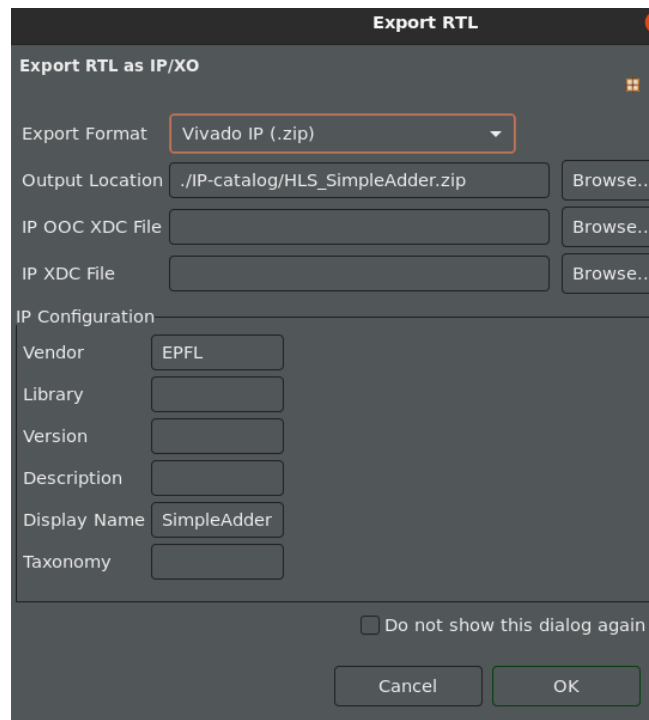 Export RTL
Export RTL as IP/XO
Export Format Vivado IP (.zip)
Output Location ./IP-catalog/HLS_SimpleAdder.zip Browse..
IP OOC XDC File Browse..
IP XDC File Browse..
IP Configuration
Vendor EPFL
Library
Version
Description
Display Name SimpleAdder
Taxonomy
Do not show this dialog again
Cancel OK